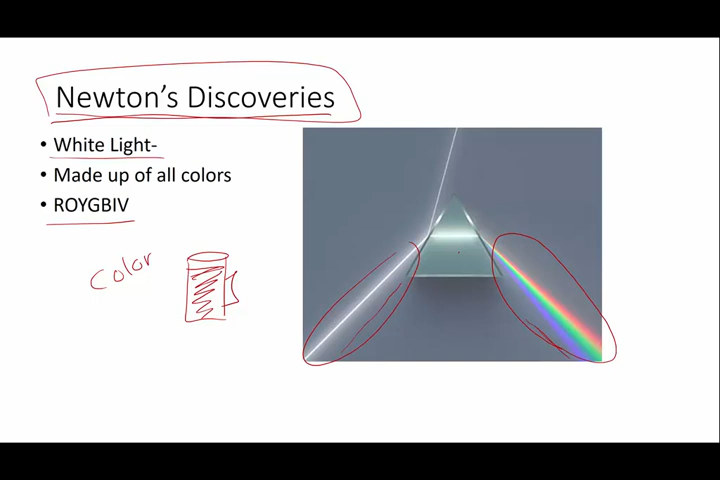 Newton's Discoveries
• White Light-
• Made up of all colors
• ROYGBIV
Color